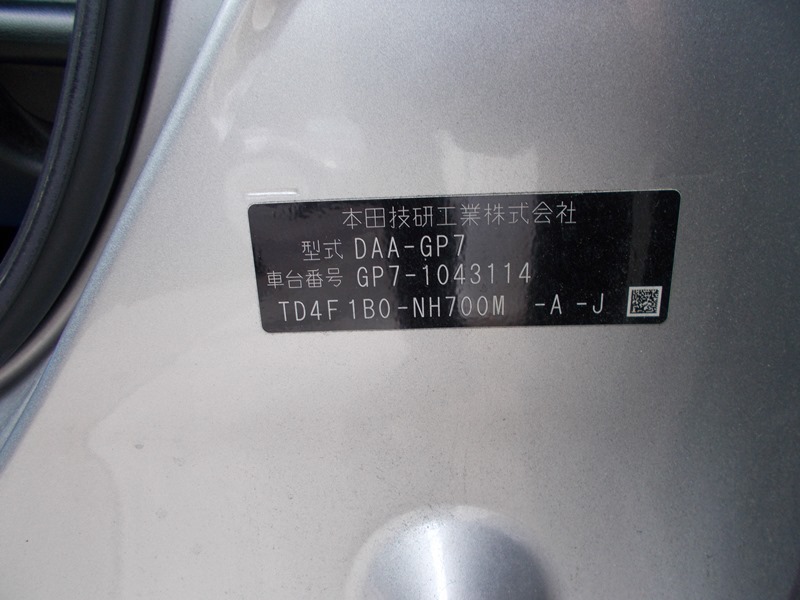 本田技研工業株式会社
型式 DAA-GP7
車台番号 GP7-1043114
TD4F1B0-NH700M -A -J